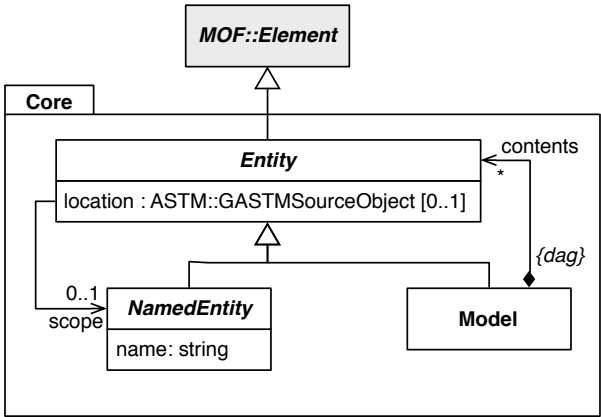 MOF::Element
Core
Entity
contents
*
location : ASTM::GASTMSourceObject [0..1]
{dag}
0..1
scope
NamedEntity
name: string
Model